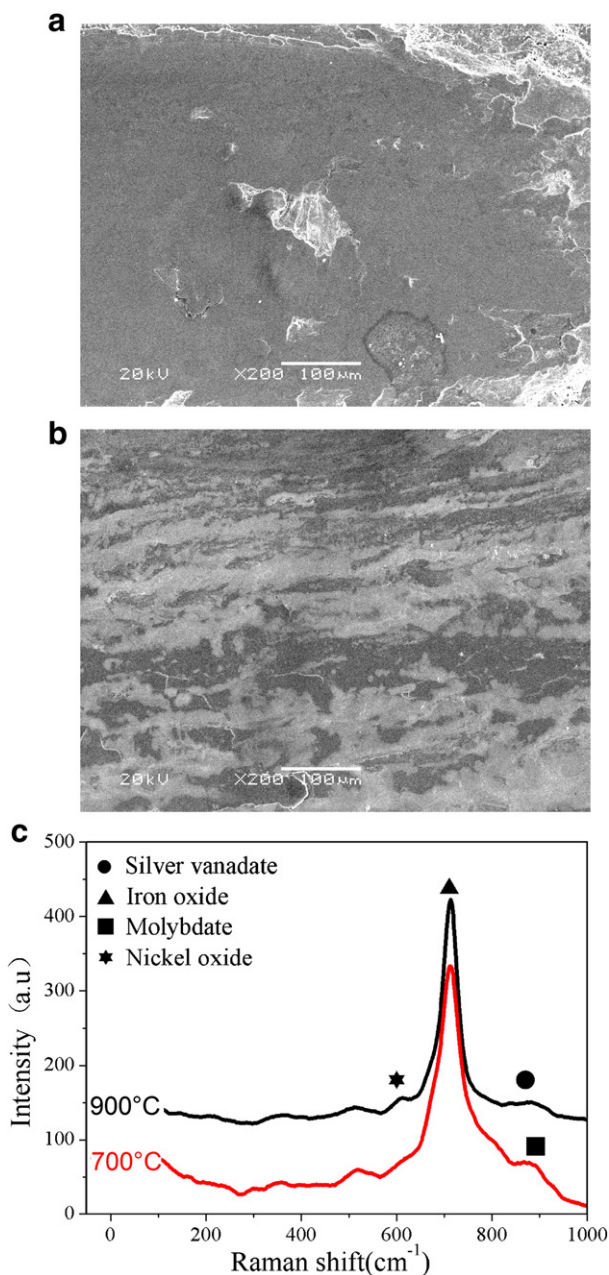 a
20kV X200 100µm
b
20kV X200 100µm
c
500
400
300
200
100
0
Intensity (a.u)
● Silver vanadate
▲ Iron oxide
■ Molybdate
✶ Nickel oxide
900°C
700°C
0 200 400 600 800 1000
Raman shift(cm⁻¹)